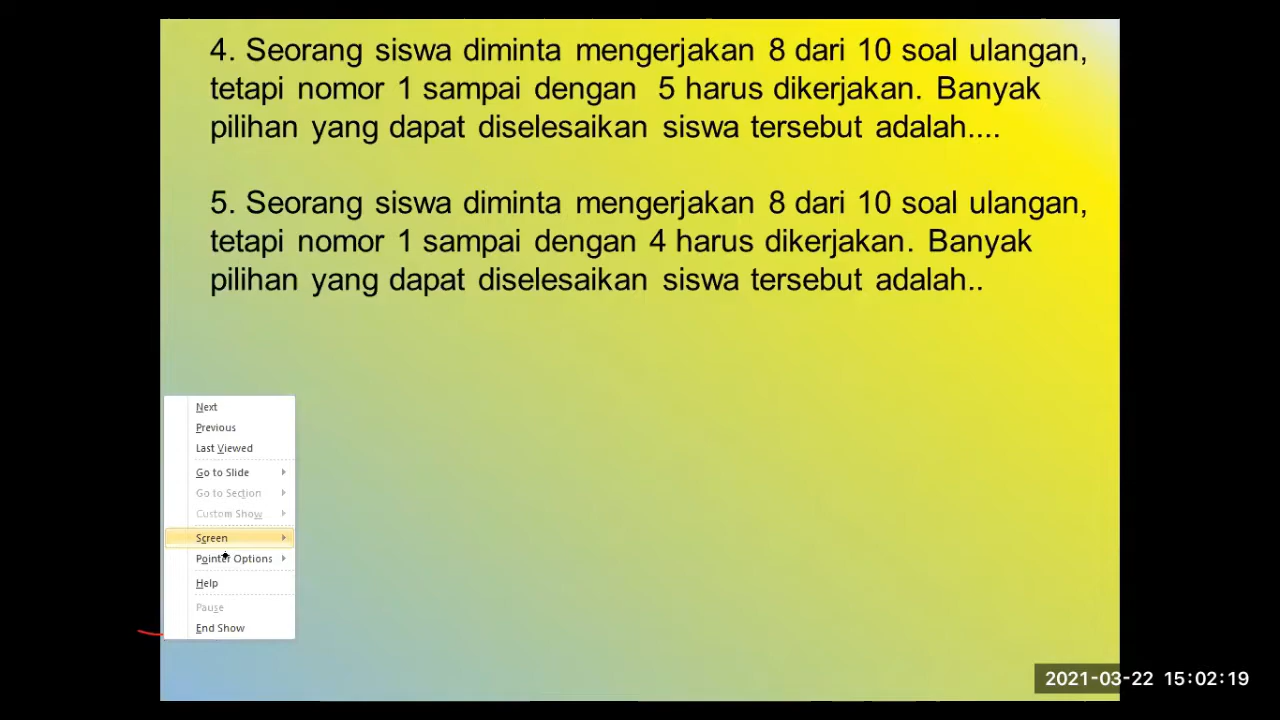 4. Seorang siswa diminta mengerjakan 8 dari 10 soal ulangan,
tetapi nomor 1 sampai dengan 5 harus dikerjakan. Banyak
pilihan yang dapat diselesaikan siswa tersebut adalah....
5. Seorang siswa diminta mengerjakan 8 dari 10 soal ulangan,
tetapi nomor 1 sampai dengan 4 harus dikerjakan. Banyak
pilihan yang dapat diselesaikan siswa tersebut adalah..
Next
Previous
Last Viewed
Go to Slide
Go to Section
Custom Show
Screen
Pointer Options
Help
Pause
End Show
2021-03-22 15:02:19